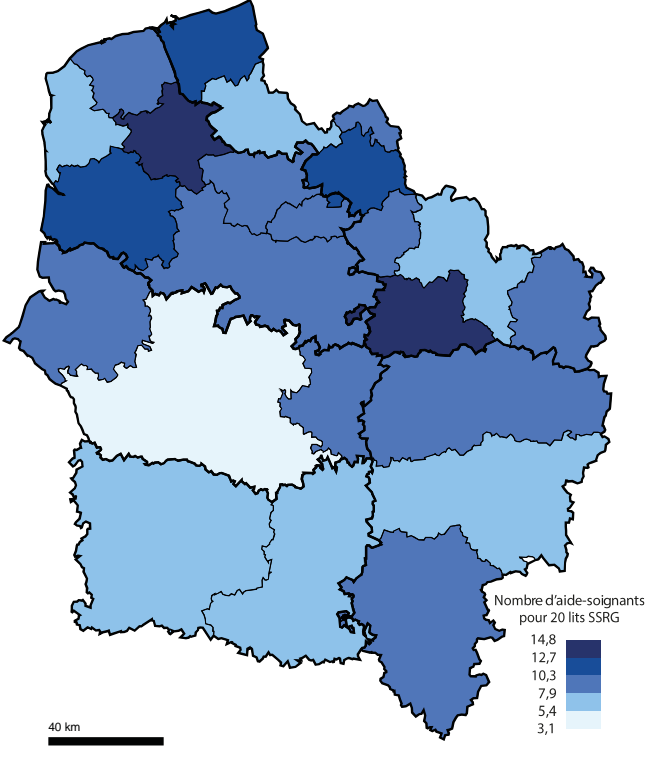 Nombre d'aide-soignants
pour 20 lits SSRG
14,8
12,7
10,3
7,9
5,4
3,1
40 km